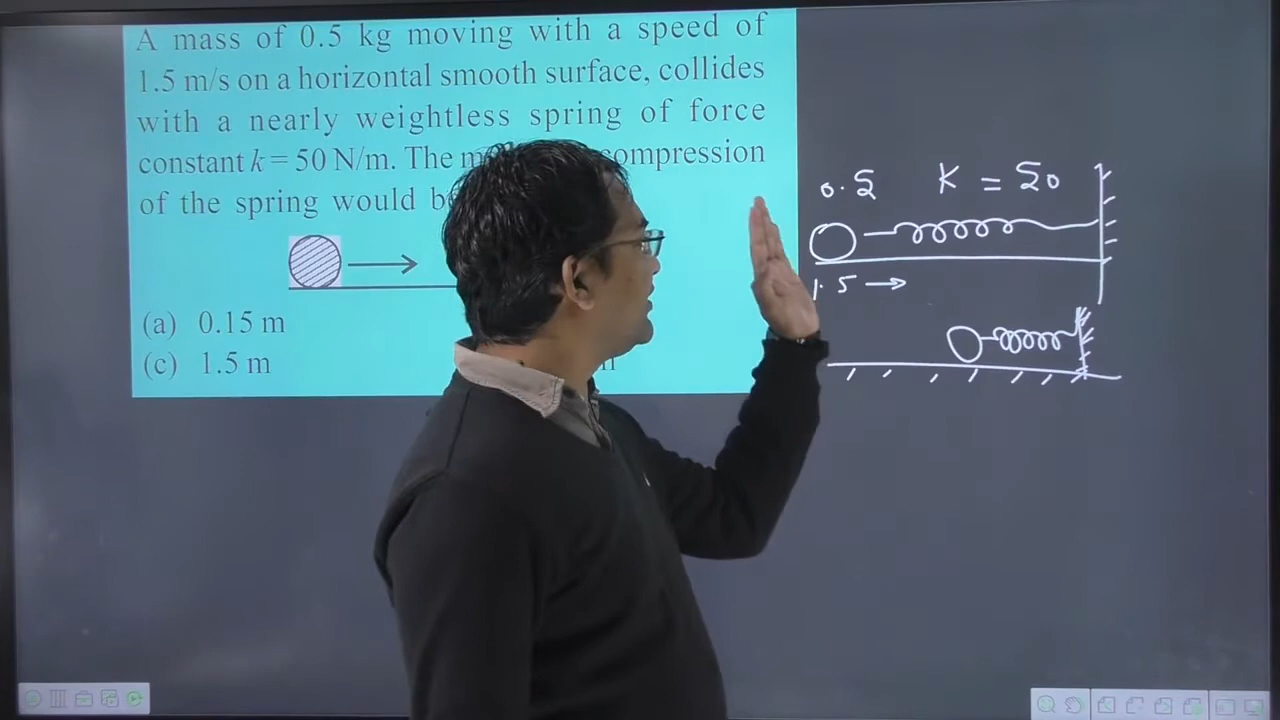 A mass of 0.5 kg moving with a speed of
1.5 m/s on a horizontal smooth surface, collides
with a nearly weightless spring of force
constant k = 50 N/m. The compression
of the spring would
(a) 0.15 m
(c) 1.5 m
0.5 K = 50
1.5 →